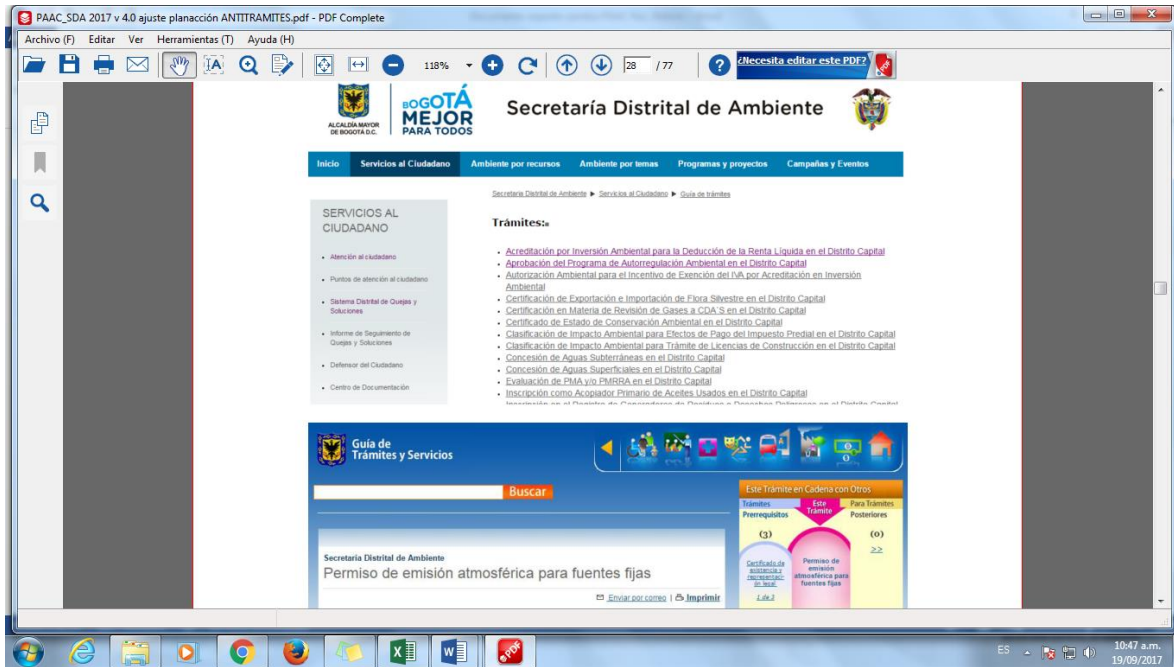 PAAC_SDA 2017 v 4.0 ajuste planacción ANTITRAMITES.pdf - PDF Complete
Archivo (F) Editar Ver Herramientas (T) Ayuda (H)
118% 28 / 77 ¿Necesita editar este PDF?
ALCALDÍA MAYOR
DE BOGOTÁ D.C.
BOGOTÁ
MEJOR
PARA TODOS
Secretaría Distrital de Ambiente
Inicio Servicios al Ciudadano Ambiente por recursos Ambiente por temas Programas y proyectos Campañas y Eventos
Secretaría Distrital de Ambiente Servicios al Ciudadano Guía de trámites
SERVICIOS AL
CIUDADANO
Atención al ciudadano
Puntos de atención al ciudadano
Sistema Distrital de Quejas y
Soluciones
Informe de Seguimiento de
Quejas y Soluciones
Defensor del Ciudadano
Centro de Documentación
Trámites:
Acreditación por Inversión Ambiental para la Deducción de la Renta Líquida en el Distrito Capital
Aprobación del Programa de Autorregulación Ambiental en el Distrito Capital
Autorización Ambiental para el Incentivo de Exención del IVA por Acreditación en Inversión
Ambiental
Certificación de Exportación e Importación de Flora Silvestre en el Distrito Capital
Certificación en Materia de Revisión de Gases a CDA'S en el Distrito Capital
Certificado de Estado de Conservación Ambiental en el Distrito Capital
Clasificación de Impacto Ambiental para Efectos de Pago del Impuesto Predial en el Distrito Capital
Clasificación de Impacto Ambiental para Trámite de Licencias de Construcción en el Distrito Capital
Concesión de Aguas Subterráneas en el Distrito Capital
Concesión de Aguas Superficiales en el Distrito Capital
Evaluación de PMA y/o PMRRA en el Distrito Capital
Inscripción como Acopiador Primario de Aceites Usados en el Distrito Capital
Guía de
Trámites y Servicios
Buscar
Secretaría Distrital de Ambiente
Permiso de emisión atmosférica para fuentes fijas
Enviar por correo | Imprimir
Este Trámite en Cadena con Otros
Trámites
Prerrequisitos
Este
Trámite
Para Trámites
Posteriores
(3)
(0)
>>
Certificado de
existencia y
representaci-
ón legal
1 de 3
Permiso de
emisión
atmosférica para
fuentes fijas
ES 10:47 a.m.
19/09/2017